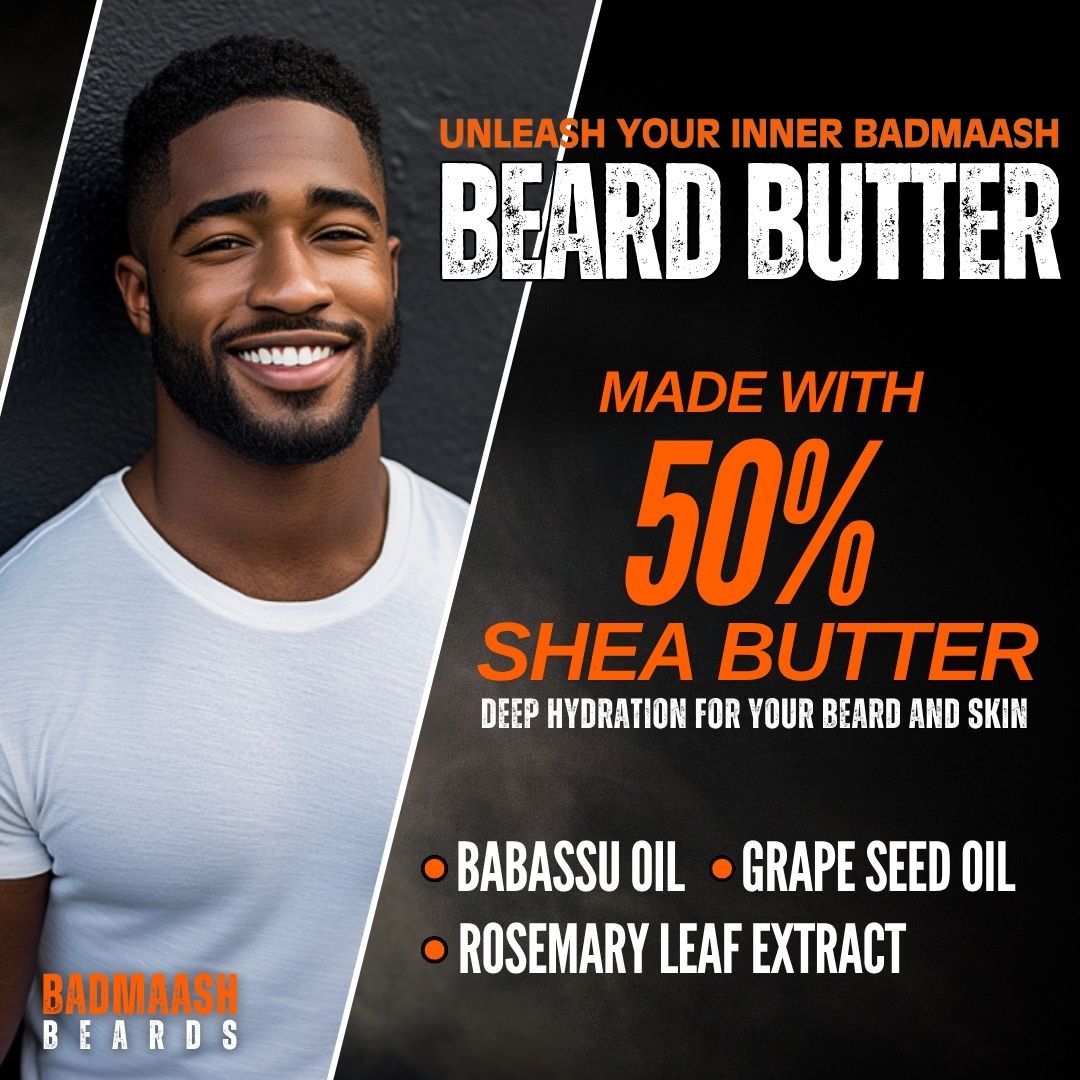 UNLEASH YOUR INNER BADMAASH
BEARD BUTTER
MADE WITH
50%
SHEA BUTTER
DEEP HYDRATION FOR YOUR BEARD AND SKIN
• BABASSU OIL • GRAPE SEED OIL
• ROSEMARY LEAF EXTRACT
BADMAASH
BEARDS